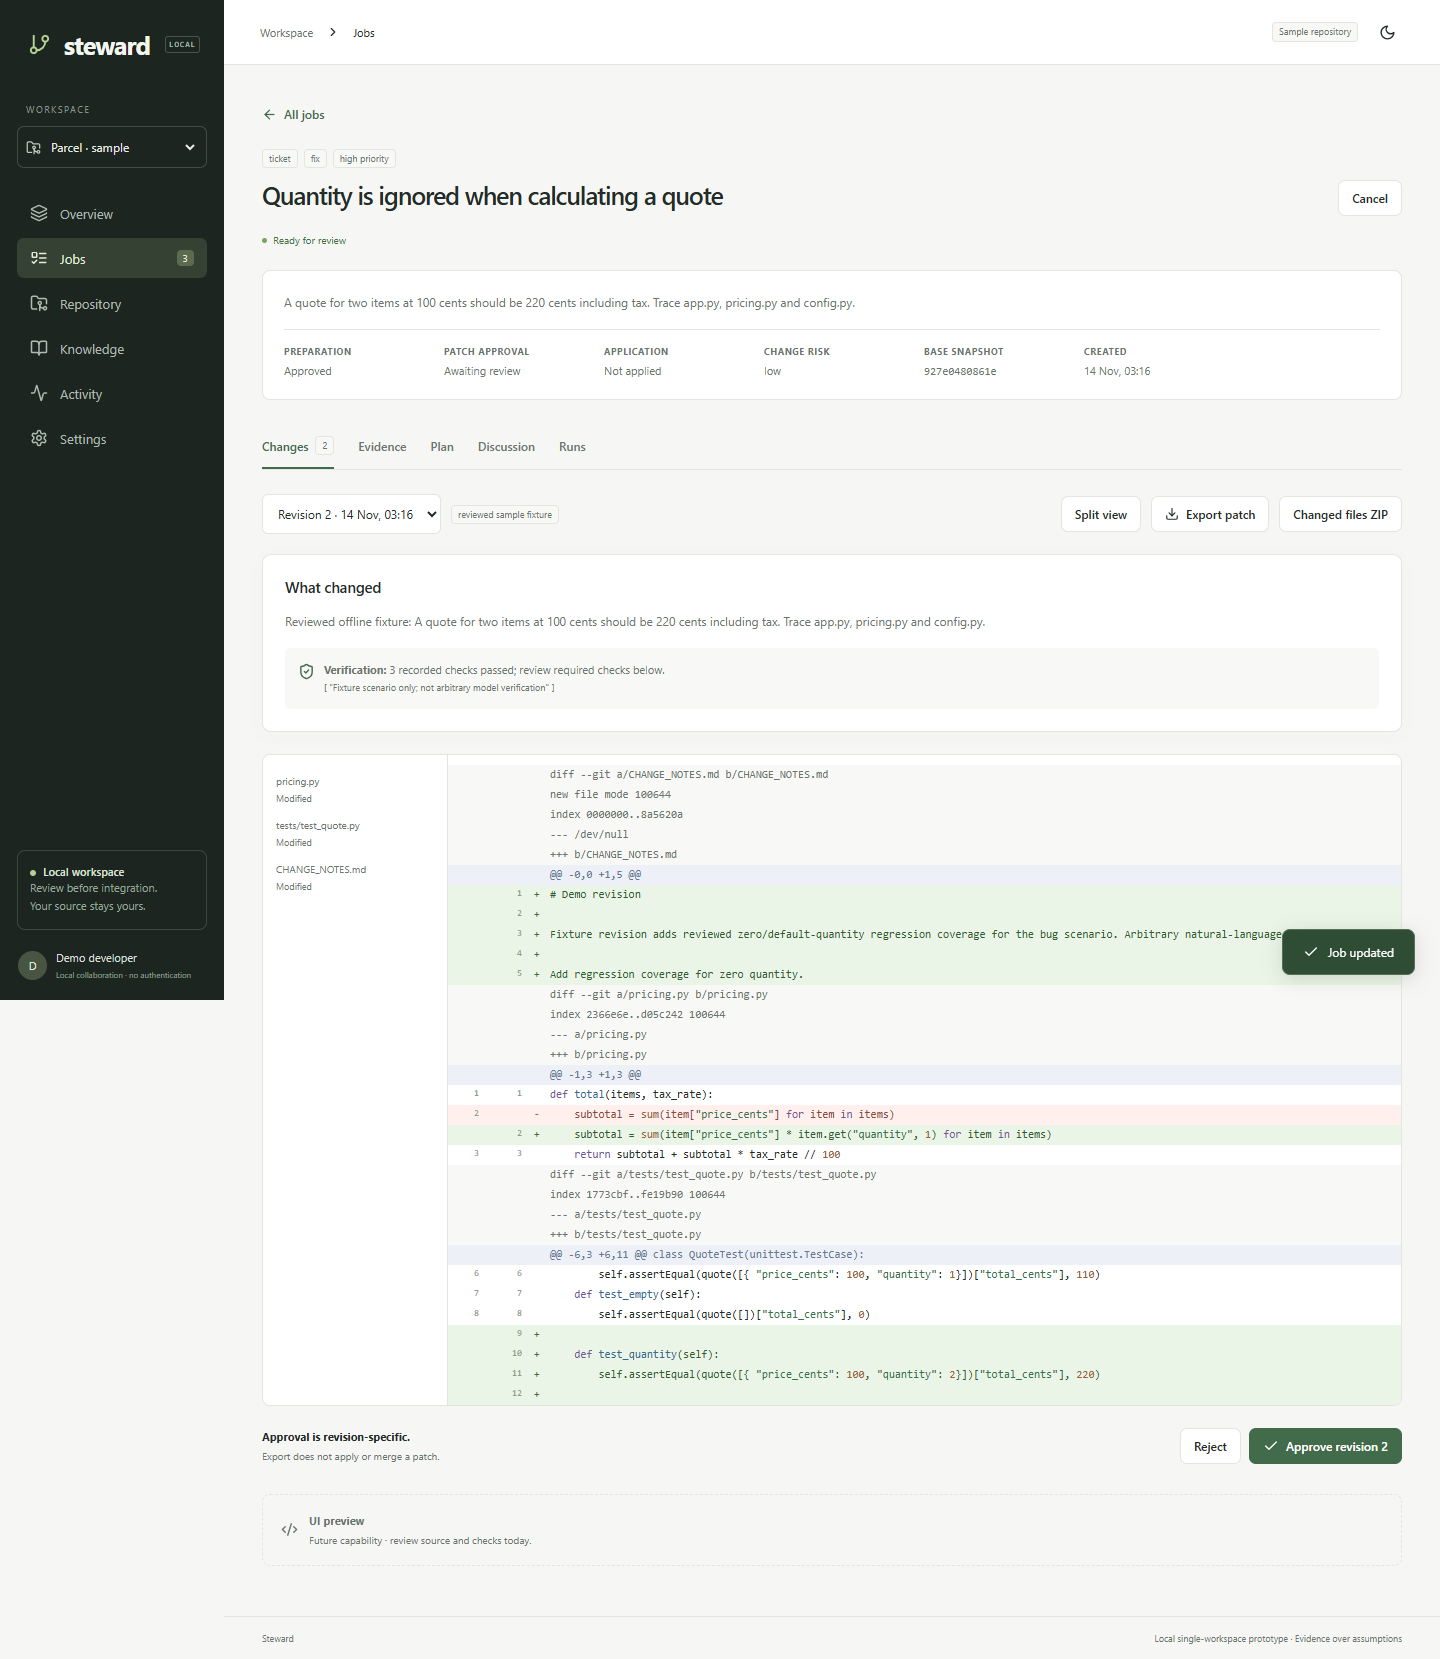 steward LOCAL
WORKSPACE
Parcel · sample
Overview
Jobs 3
Repository
Knowledge
Activity
Settings
Local workspace
Review before integration.
Your source stays yours.
D Demo developer
Local collaboration · no authentication
Workspace Jobs
Sample repository
All jobs
ticket fix high priority
Quantity is ignored when calculating a quote
Cancel
Ready for review
A quote for two items at 100 cents should be 220 cents including tax. Trace app.py, pricing.py and config.py.
PREPARATION PATCH APPROVAL APPLICATION CHANGE RISK BASE SNAPSHOT CREATED
Approved Awaiting review Not applied low 927e0480861e 14 Nov, 03:16
Changes 2 Evidence Plan Discussion Runs
Revision 2 · 14 Nov, 03:16 reviewed sample fixture Split view Export patch Changed files ZIP
What changed
Reviewed offline fixture: A quote for two items at 100 cents should be 220 cents including tax. Trace app.py, pricing.py and config.py.
Verification: 3 recorded checks passed; review required checks below.
[ "Fixture scenario only; not arbitrary model verification" ]
pricing.py
Modified
tests/test_quote.py
Modified
CHANGE_NOTES.md
Modified
diff --git a/CHANGE_NOTES.md b/CHANGE_NOTES.md
new file mode 100644
index 0000000..8a5620a
--- /dev/null
+++ b/CHANGE_NOTES.md
@@ -0,0 +1,5 @@
1 + # Demo revision
2 +
3 + Fixture revision adds reviewed zero/default-quantity regression coverage for the bug scenario. Arbitrary natural-language
4 +
5 + Add regression coverage for zero quantity.
diff --git a/pricing.py b/pricing.py
index 2366e6e..d05c242 100644
--- a/pricing.py
+++ b/pricing.py
@@ -1,3 +1,3 @@
1 1 def total(items, tax_rate):
2 - subtotal = sum(item["price_cents"] for item in items)
2 + subtotal = sum(item["price_cents"] * item.get("quantity", 1) for item in items)
3 3 return subtotal + subtotal * tax_rate // 100
diff --git a/tests/test_quote.py b/tests/test_quote.py
index 1773cbf..fe19b90 100644
--- a/tests/test_quote.py
+++ b/tests/test_quote.py
@@ -6,3 +6,11 @@ class QuoteTest(unittest.TestCase):
6 6 self.assertEqual(quote([{ "price_cents": 100, "quantity": 1}])["total_cents"], 110)
7 7 def test_empty(self):
8 8 self.assertEqual(quote([])["total_cents"], 0)
9 +
10 + def test_quantity(self):
11 + self.assertEqual(quote([{ "price_cents": 100, "quantity": 2}])["total_cents"], 220)
12 +
Job updated
Approval is revision-specific.
Export does not apply or merge a patch.
Reject Approve revision 2
UI preview
Future capability · review source and checks today.
Steward
Local single-workspace prototype · Evidence over assumptions